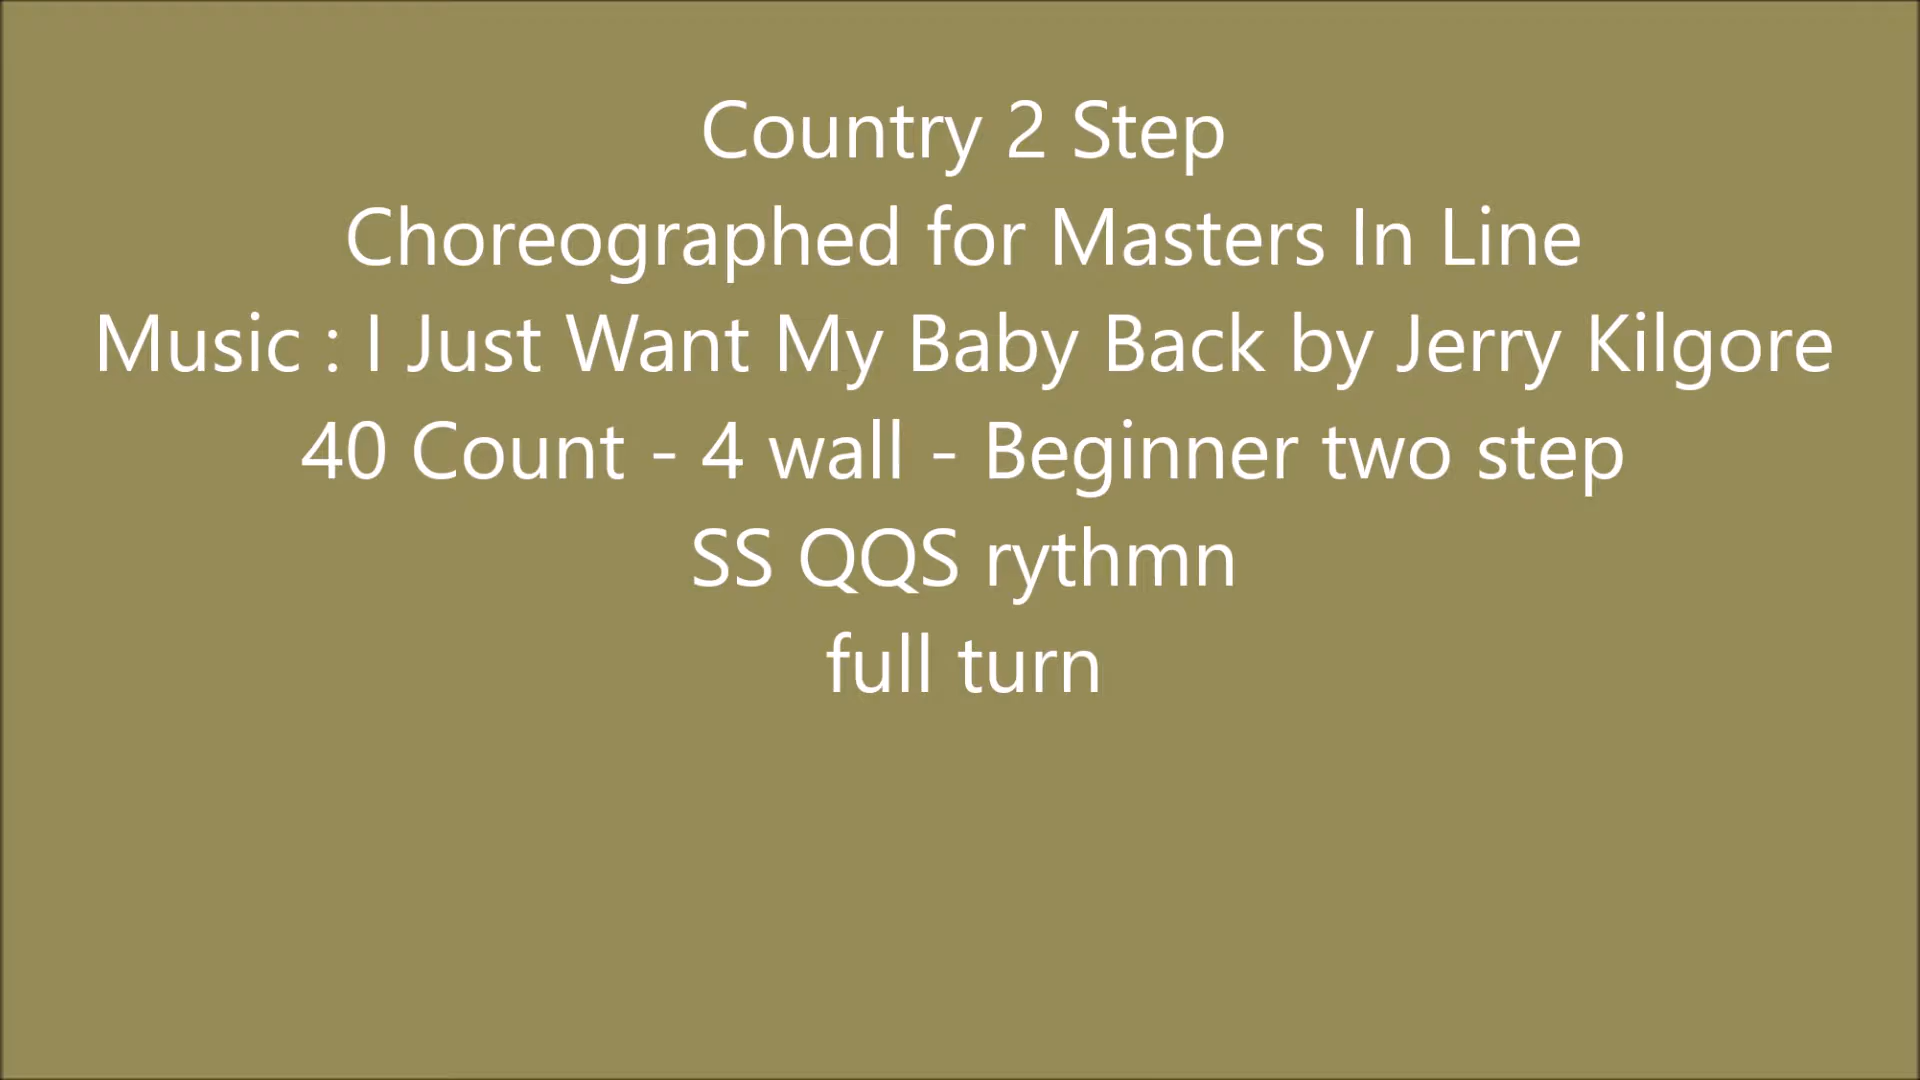 Country 2 Step
Choreographed for Masters In Line
Music : I Just Want My Baby Back by Jerry Kilgore
40 Count - 4 wall - Beginner two step
SS QQS rythmn
full turn